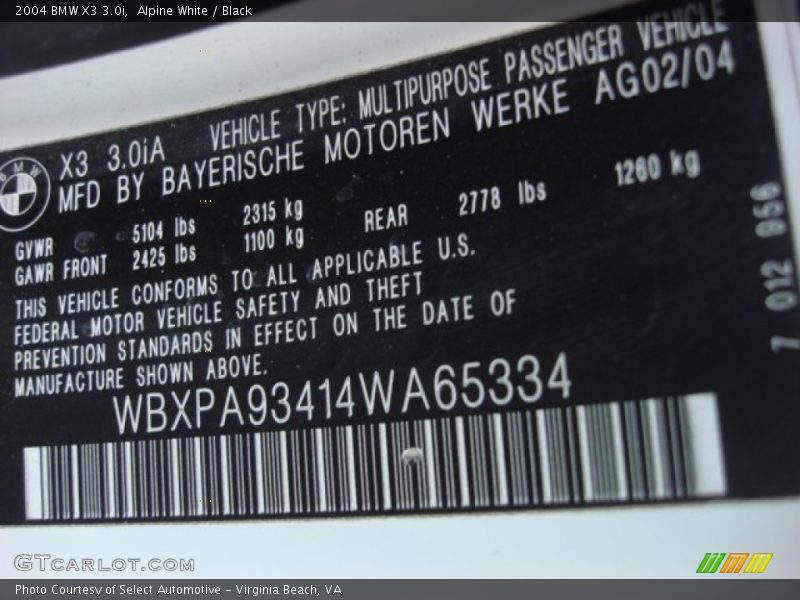 2004 BMW X3 3.0i, Alpine White / Black
BMW
X3 3.0iA VEHICLE TYPE: MULTIPURPOSE PASSENGER VEHICLE
MFD BY BAYERISCHE MOTOREN WERKE AG02/04
GVWR 5104 lbs 2315 kg
GAWR FRONT 2425 lbs 1100 kg REAR 2778 lbs 1260 kg
THIS VEHICLE CONFORMS TO ALL APPLICABLE U.S.
FEDERAL MOTOR VEHICLE SAFETY AND THEFT
PREVENTION STANDARDS IN EFFECT ON THE DATE OF
MANUFACTURE SHOWN ABOVE.
WBXPA93414WA65334
7 012 956
GTCARLOT.COM
Photo Courtesy of Select Automotive - Virginia Beach, VA